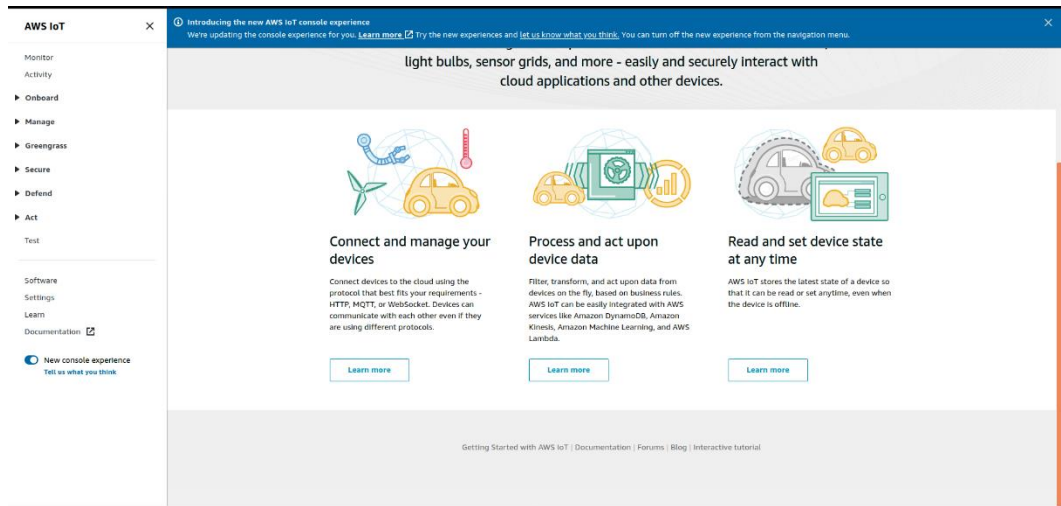 AWS IoT
Monitor
Activity
Onboard
Manage
Greengrass
Secure
Defend
Act
Test
Software
Settings
Learn
Documentation
New console experience
Tell us what you think
Introducing the new AWS IoT console experience
We're updating the console experience for you. Learn more Try the new experiences and let us know what you think. You can turn off the new experience from the navigation menu.
light bulbs, sensor grids, and more - easily and securely interact with
cloud applications and other devices.
Connect and manage your
devices
Connect devices to the cloud using the
protocol that best fits your requirements -
HTTP, MQTT, or WebSocket. Devices can
communicate with each other even if they
are using different protocols.
Learn more
Process and act upon
device data
Filter, transform, and act upon data from
devices on the fly, based on business rules.
AWS IoT can be easily integrated with AWS
services like Amazon DynamoDB, Amazon
Kinesis, Amazon Machine Learning, and AWS
Lambda.
Learn more
Read and set device state
at any time
AWS IoT stores the latest state of a device so
that it can be read or set anytime, even when
the device is offline.
Learn more
Getting Started with AWS IoT | Documentation | Forums | Blog | Interactive tutorial